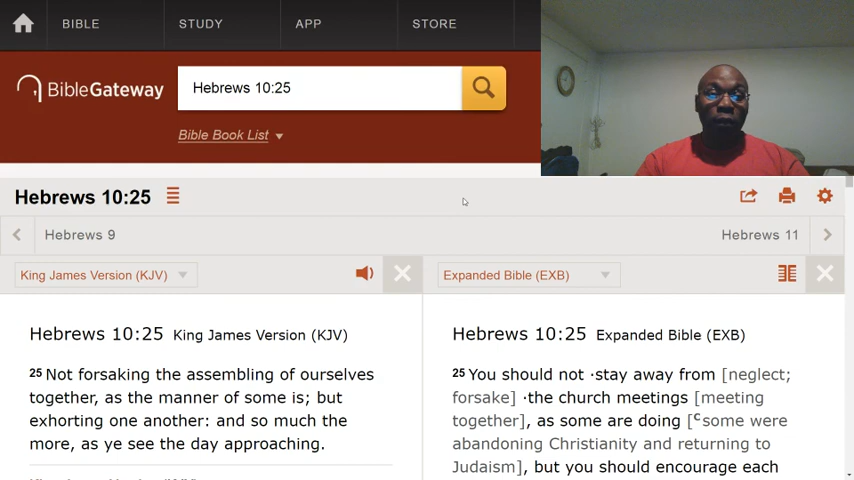 BIBLE STUDY APP STORE
BibleGateway
Hebrews 10:25
Bible Book List
Hebrews 10:25
Hebrews 9
Hebrews 11
King James Version (KJV)
Expanded Bible (EXB)
Hebrews 10:25 King James Version (KJV)
25 Not forsaking the assembling of ourselves
together, as the manner of some is; but
exhorting one another: and so much the
more, as ye see the day approaching.
Hebrews 10:25 Expanded Bible (EXB)
25 You should not ·stay away from [neglect;
forsake] ·the church meetings [meeting
together], as some are doing [C some were
abandoning Christianity and returning to
Judaism], but you should encourage each